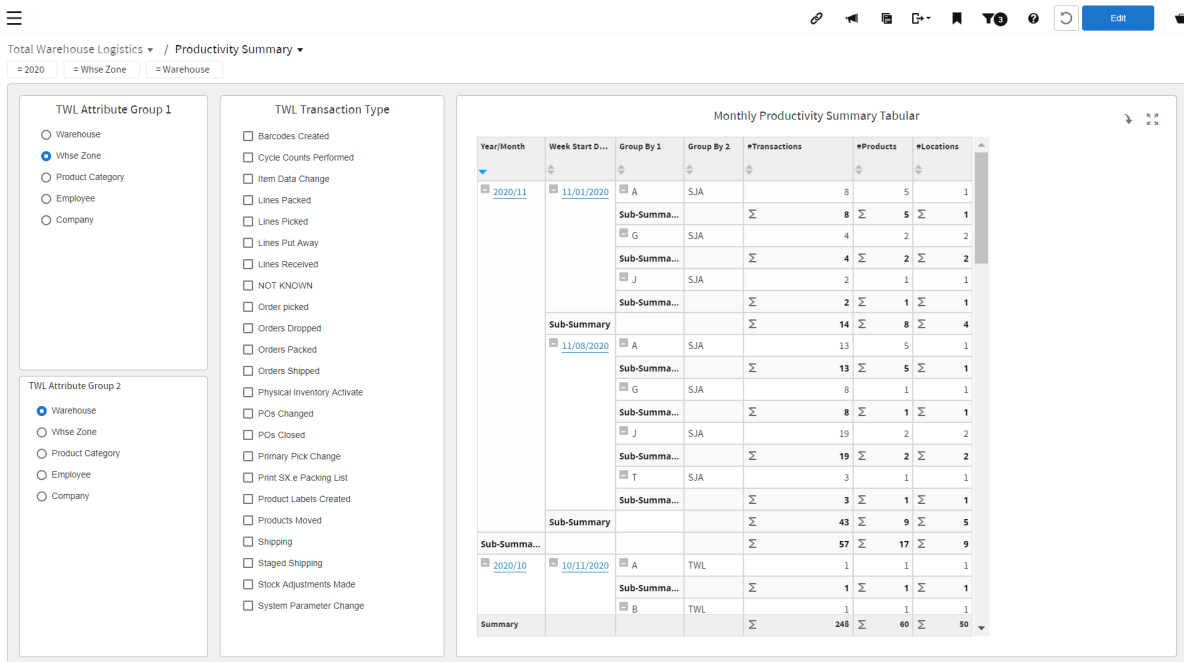 3
Edit
Total Warehouse Logistics / Productivity Summary
= 2020 = Whse Zone = Warehouse
TWL Attribute Group 1
Warehouse
Whse Zone
Product Category
Employee
Company
TWL Attribute Group 2
Warehouse
Whse Zone
Product Category
Employee
Company
TWL Transaction Type
Barcodes Created
Cycle Counts Performed
Item Data Change
Lines Packed
Lines Picked
Lines Put Away
Lines Received
NOT KNOWN
Order picked
Orders Dropped
Orders Packed
Orders Shipped
Physical Inventory Activate
POs Changed
POs Closed
Primary Pick Change
Print SX.e Packing List
Product Labels Created
Products Moved
Shipping
Staged Shipping
Stock Adjustments Made
System Parameter Change
Monthly Productivity Summary Tabular
Year/Month Week Start D... Group By 1 Group By 2 #Transactions #Products #Locations
2020/11 11/01/2020 A SJA 8 5 1
Sub-Summa... Σ 8 Σ 5 Σ 1
G SJA 4 2 2
Sub-Summa... Σ 4 Σ 2 Σ 2
J SJA 2 1 1
Sub-Summa... Σ 2 Σ 1 Σ 1
Sub-Summary Σ 14 Σ 8 Σ 4
11/08/2020 A SJA 13 5 1
Sub-Summa... Σ 13 Σ 5 Σ 1
G SJA 8 1 1
Sub-Summa... Σ 8 Σ 1 Σ 1
J SJA 19 2 2
Sub-Summa... Σ 19 Σ 2 Σ 2
T SJA 3 1 1
Sub-Summa... Σ 3 Σ 1 Σ 1
Sub-Summary Σ 43 Σ 9 Σ 5
Sub-Summa... Σ 57 Σ 17 Σ 9
2020/10 10/11/2020 A TWL 1 1 1
Sub-Summa... Σ 1 Σ 1 Σ 1
B TWL 1 1 1
Summary Σ 248 Σ 60 Σ 50